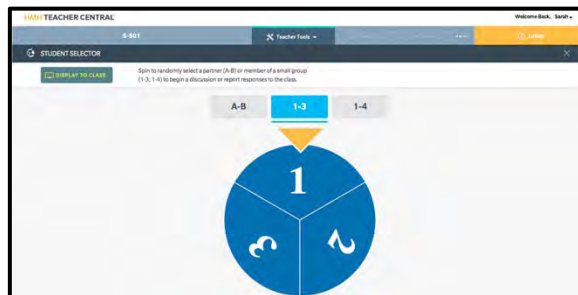 HMH TEACHER CENTRAL
Welcome Back, Sarah
S-S01
Teacher Tools
STUDENT SELECTOR
DISPLAY TO CLASS
Spin to randomly select a partner (A-B) or member of a small group
(1-3, 1-4) to begin a discussion or report responses to the class.
A-B
1-3
1-4
1
3
2